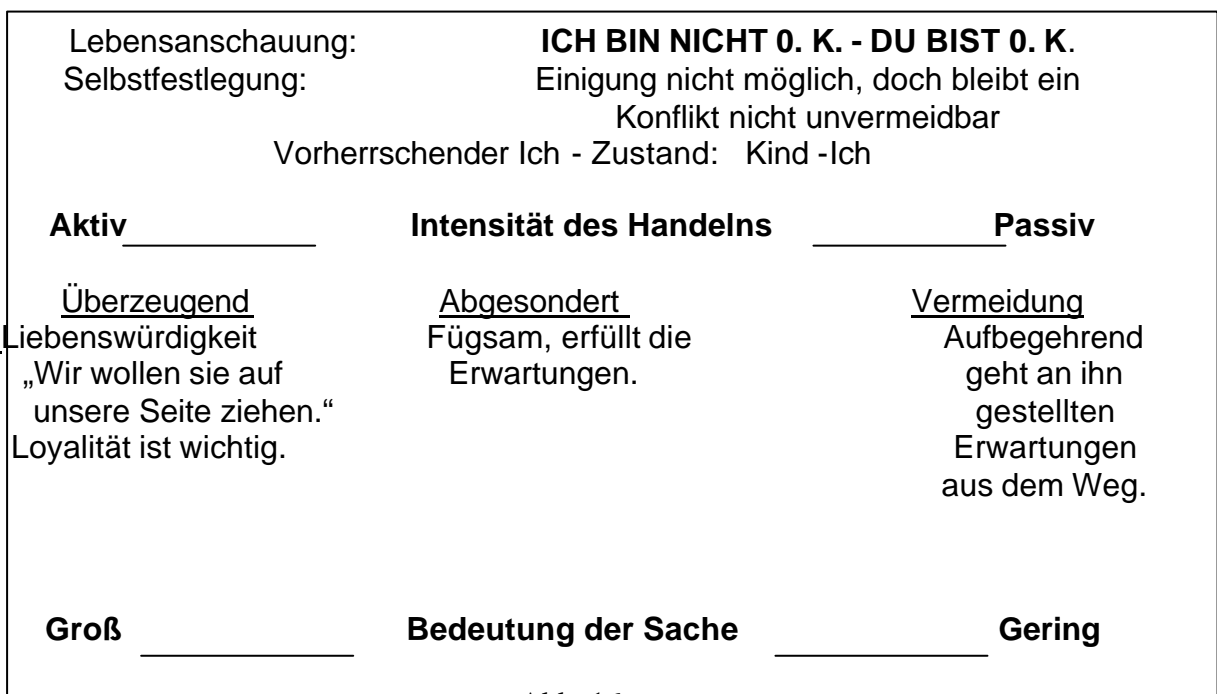 Lebensanschauung: ICH BIN NICHT 0. K. - DU BIST 0. K.
Selbstfestlegung: Einigung nicht möglich, doch bleibt ein
Konflikt nicht unvermeidbar
Vorherrschender Ich - Zustand: Kind -Ich
Aktiv Intensität des Handelns Passiv
Überzeugend Abgesondert Vermeidung
Liebenswürdigkeit Fügsam, erfüllt die Aufbegehrend
„Wir wollen sie auf Erwartungen. geht an ihn
unsere Seite ziehen.“ gestellten
Loyalität ist wichtig. Erwartungen
aus dem Weg.
Groß Bedeutung der Sache Gering